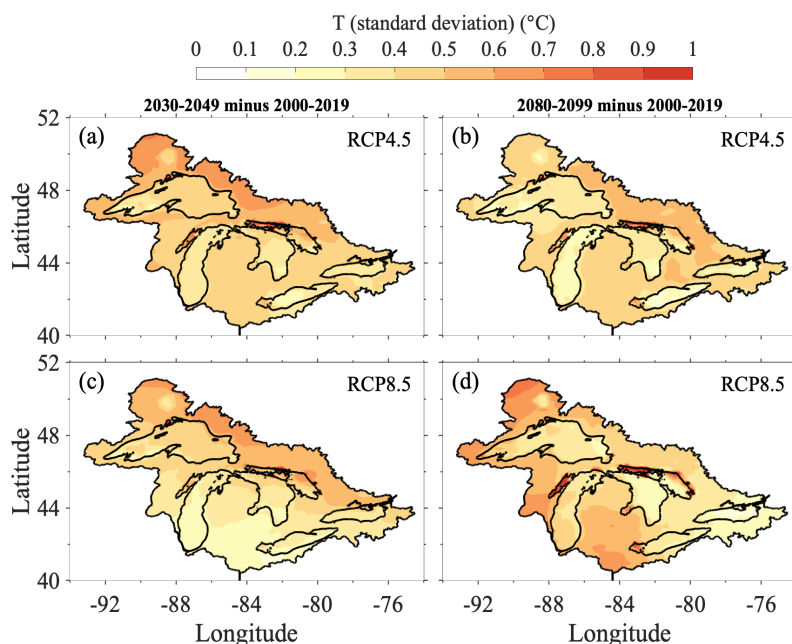 T (standard deviation) (°C)
0 0.1 0.2 0.3 0.4 0.5 0.6 0.7 0.8 0.9 1
2030-2049 minus 2000-2019
2080-2099 minus 2000-2019
52
48
44
40
Latitude
(a)
RCP4.5
(b)
RCP4.5
52
48
44
40
Latitude
(c)
RCP8.5
(d)
RCP8.5
-92 -88 -84 -80 -76
-92 -88 -84 -80 -76
Longitude
Longitude